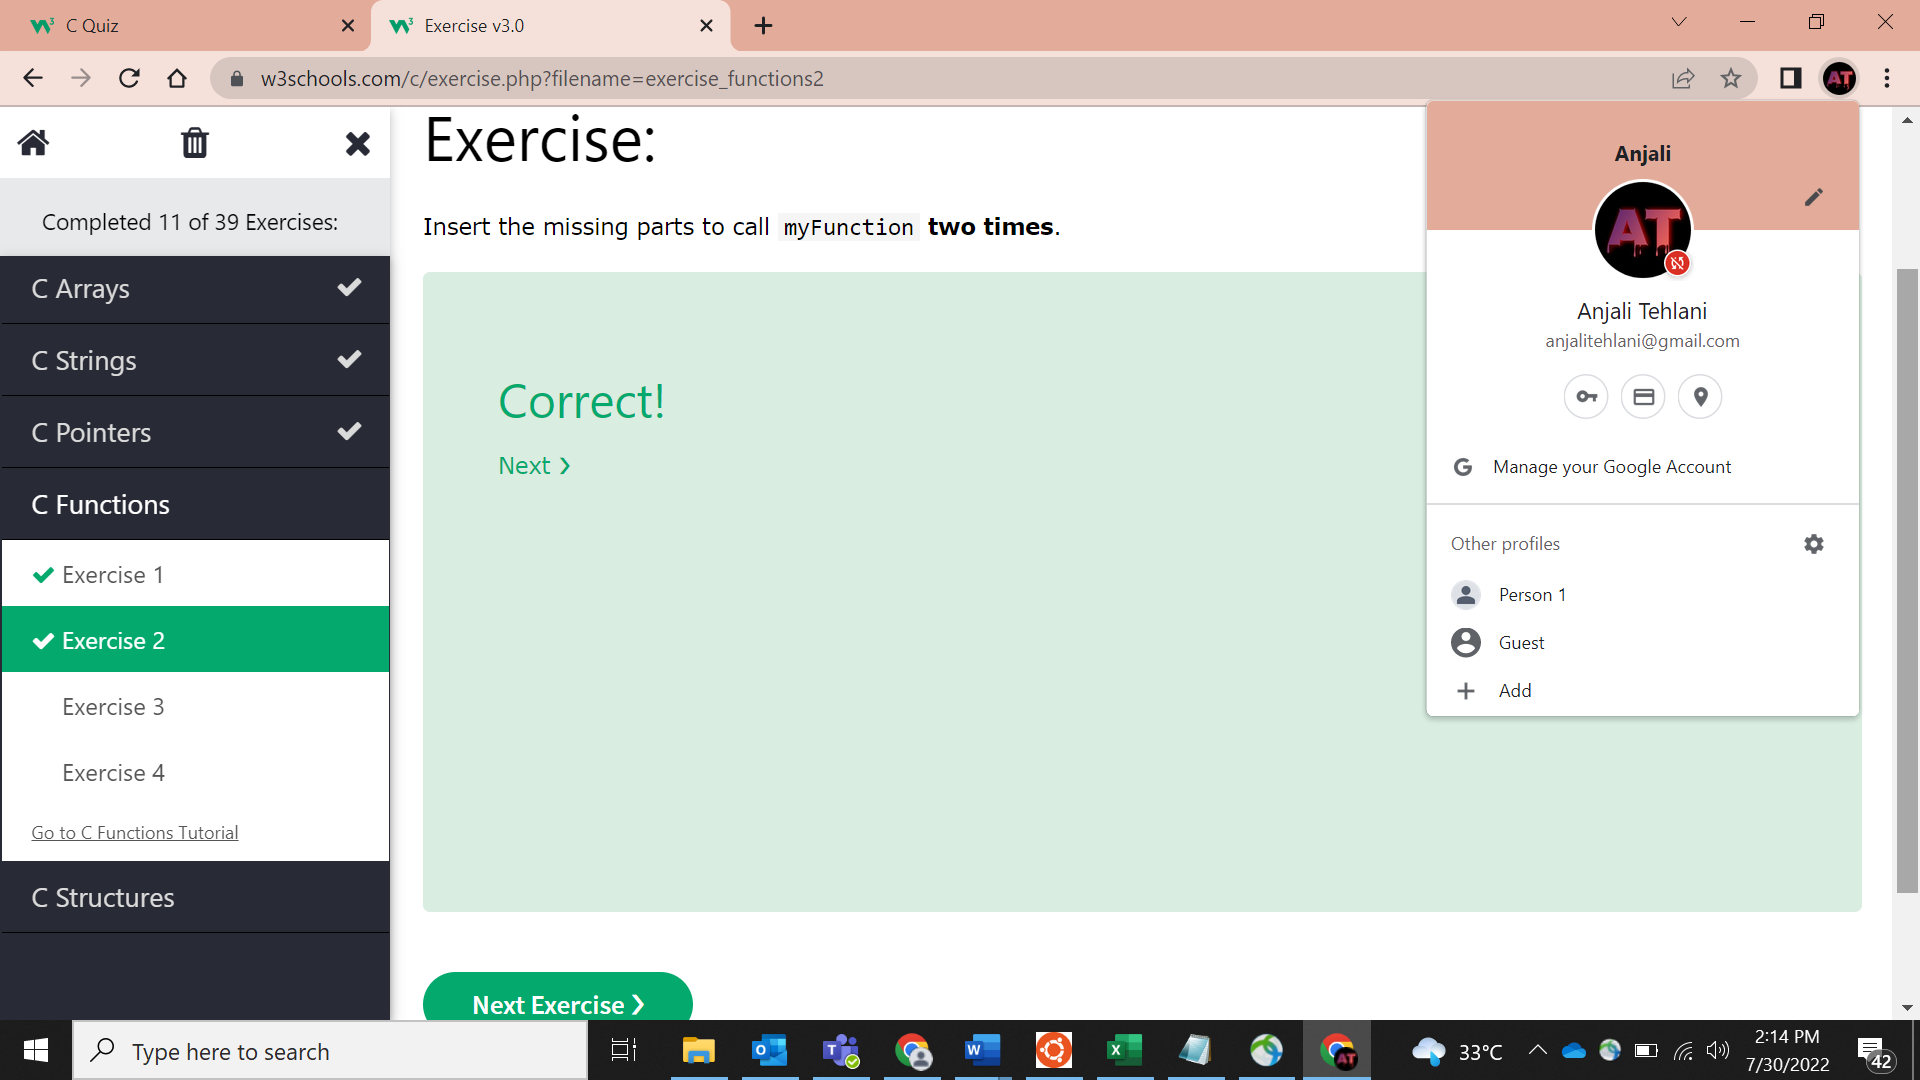 C Quiz
Exercise v3.0
w3schools.com/c/exercise.php?filename=exercise_functions2
AT
Completed 11 of 39 Exercises:
C Arrays
C Strings
C Pointers
C Functions
Exercise 1
Exercise 2
Exercise 3
Exercise 4
Go to C Functions Tutorial
C Structures
Exercise:
Insert the missing parts to call myFunction two times.
Correct!
Next ❯
Next Exercise ❯
Anjali
AT
Anjali Tehlani
anjalitehlani@gmail.com
G Manage your Google Account
Other profiles
Person 1
Guest
+ Add
Type here to search
33°C
2:14 PM
7/30/2022
42